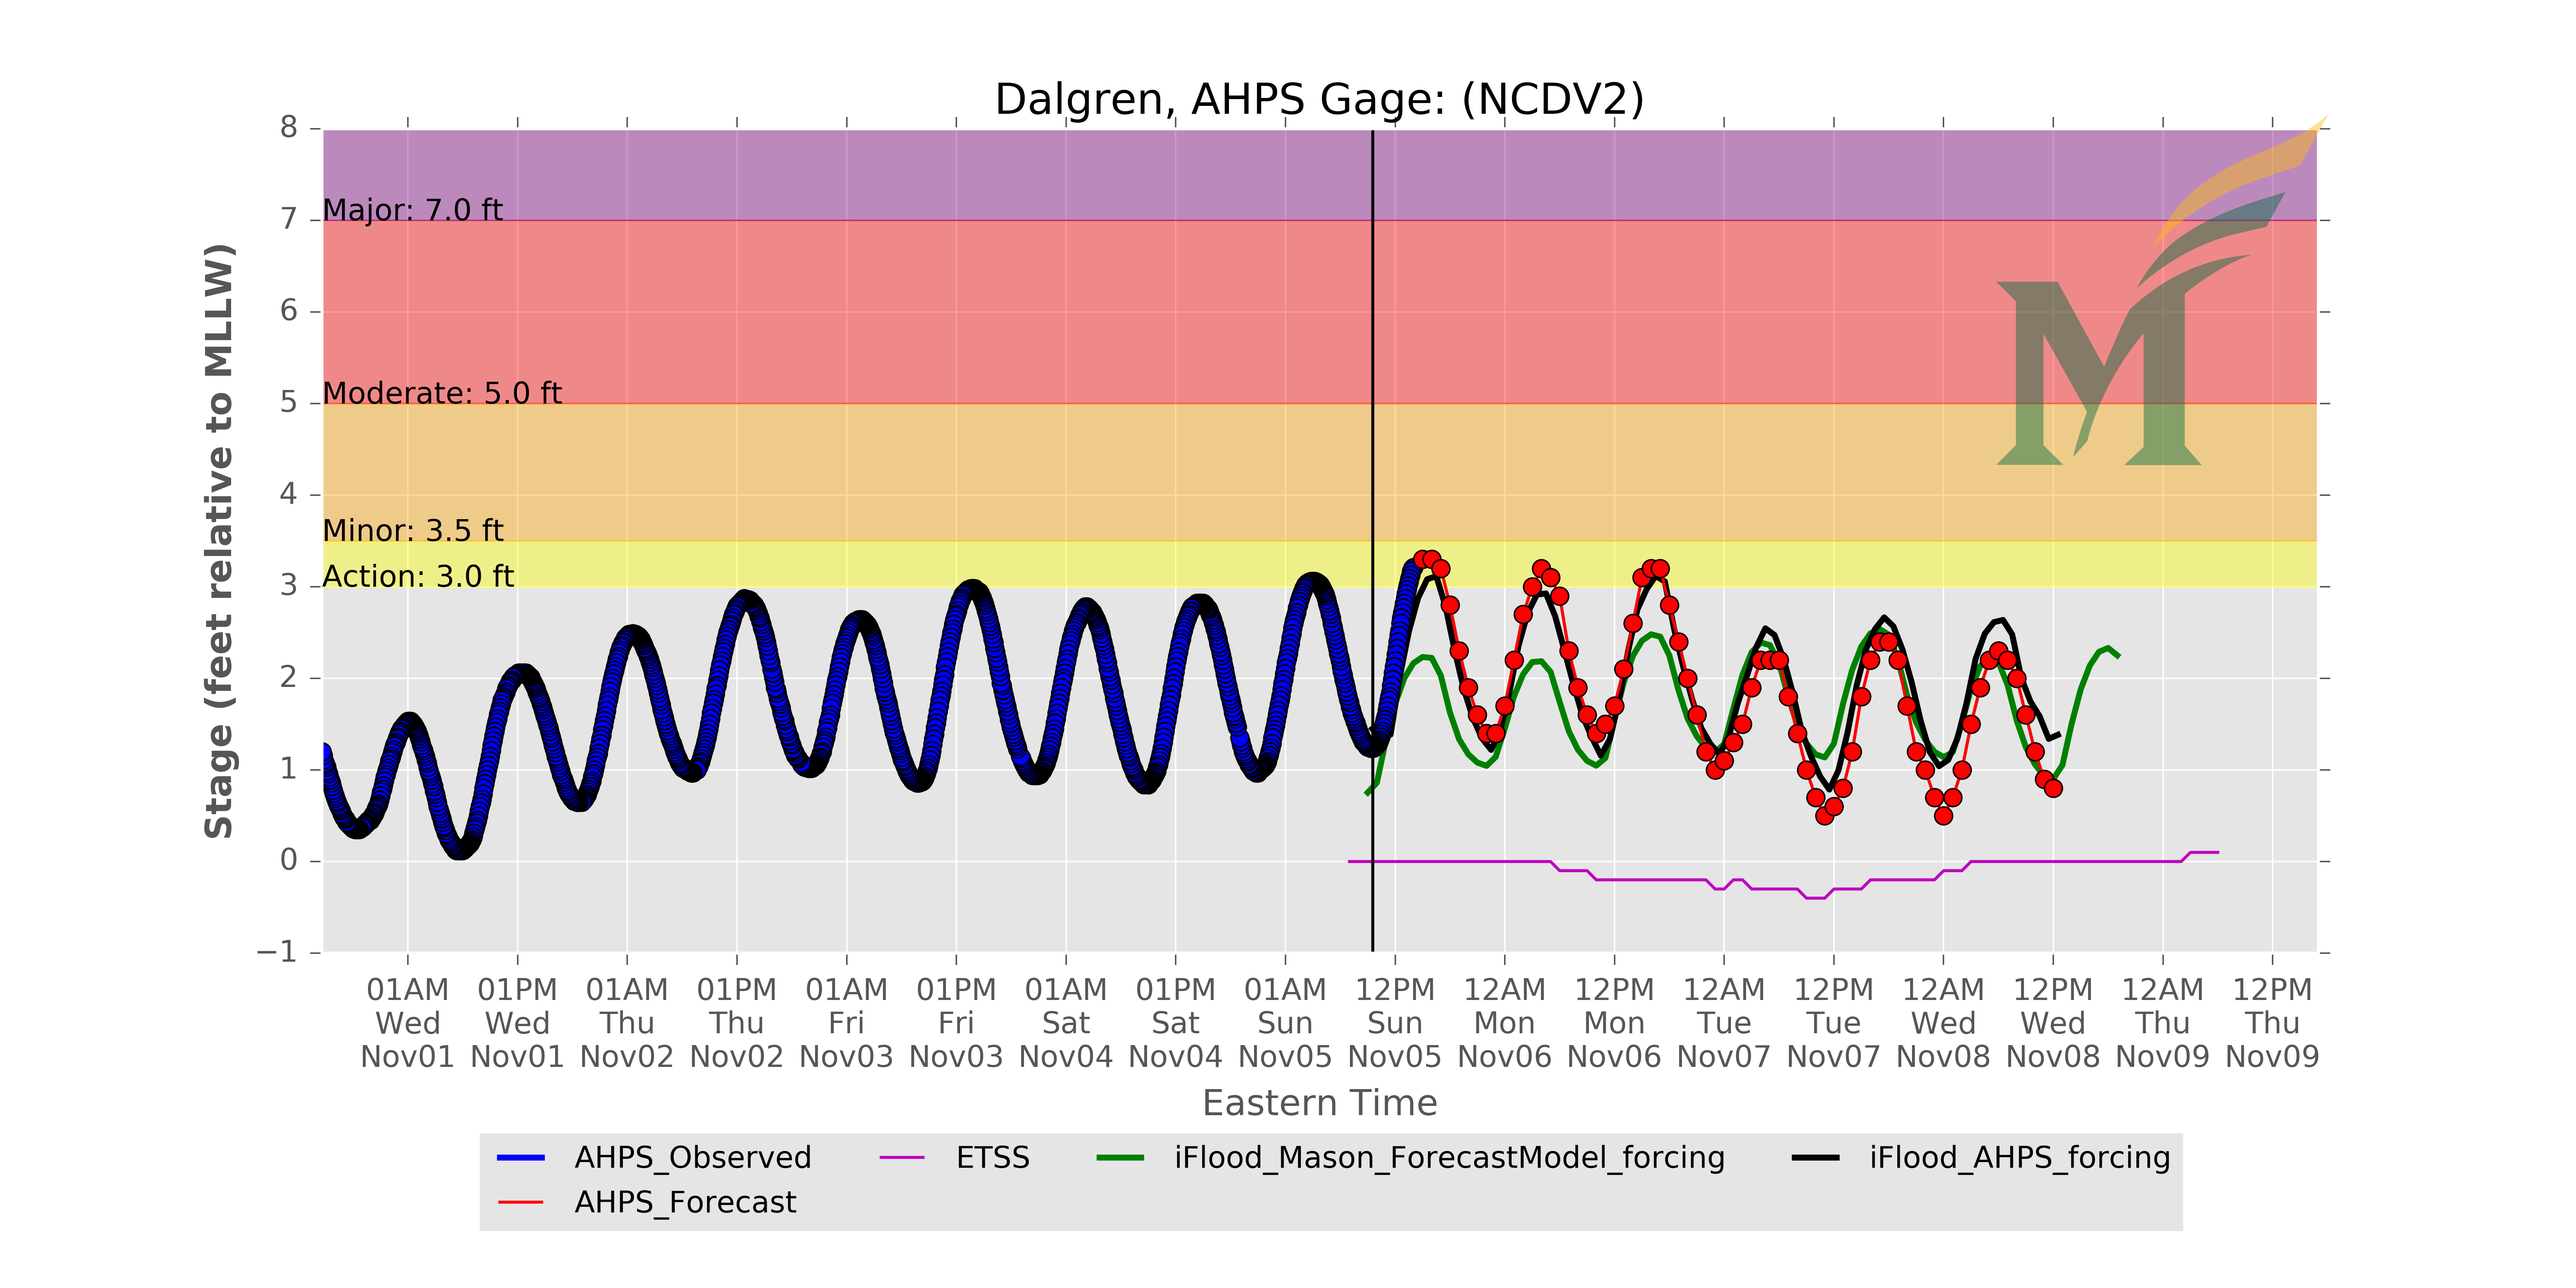 Dalgren, AHPS Gage: (NCDV2)
Stage (feet relative to MLLW)
8
7
6
5
4
3
2
1
0
−1
Major: 7.0 ft
Moderate: 5.0 ft
Minor: 3.5 ft
Action: 3.0 ft
M
01AM 01PM 01AM 01PM 01AM 01PM 01AM 01PM 01AM 12PM 12AM 12PM 12AM 12PM 12AM 12PM 12AM 12PM
Wed Wed Thu Thu Fri Fri Sat Sat Sun Sun Mon Mon Tue Tue Wed Wed Thu Thu
Nov01 Nov01 Nov02 Nov02 Nov03 Nov03 Nov04 Nov04 Nov05 Nov05 Nov06 Nov06 Nov07 Nov07 Nov08 Nov08 Nov09 Nov09
Eastern Time
AHPS_Observed ETSS iFlood_Mason_ForecastModel_forcing iFlood_AHPS_forcing
AHPS_Forecast